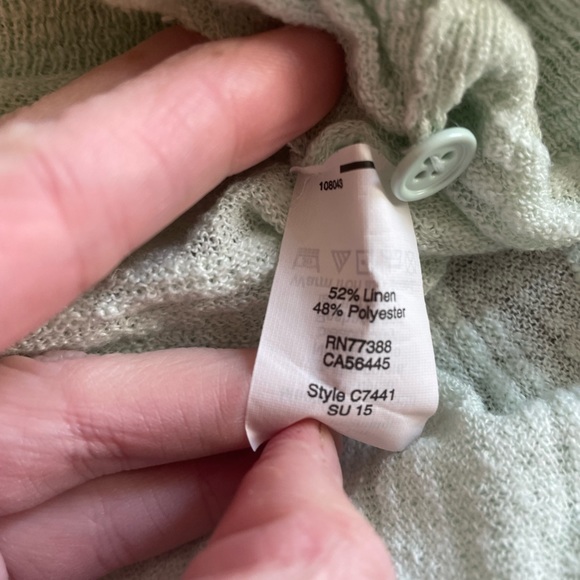 108043
52% Linen
48% Polyester
RN77388
CA56445
Style C7441
SU 15